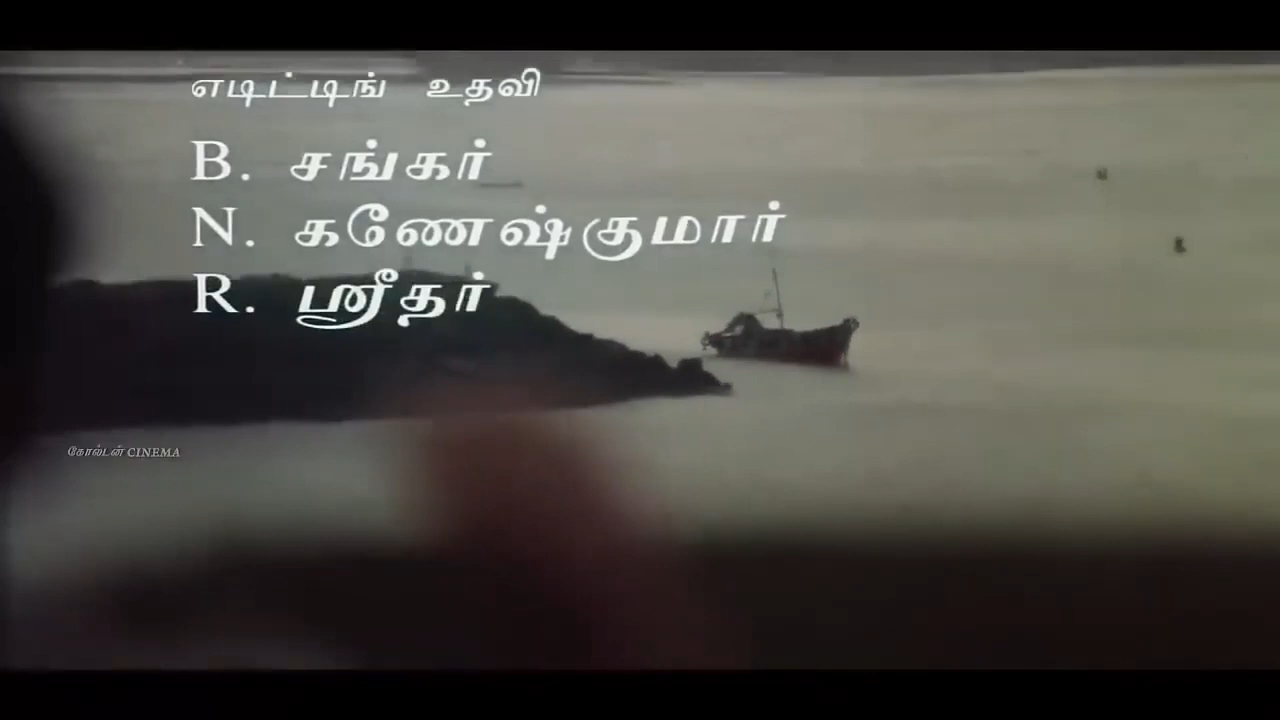 எடிட்டிங் உதவி
B. சங்கர்
N. கணேஷ்குமார்
R. ஸ்ரீதர்
கோல்டன் CINEMA